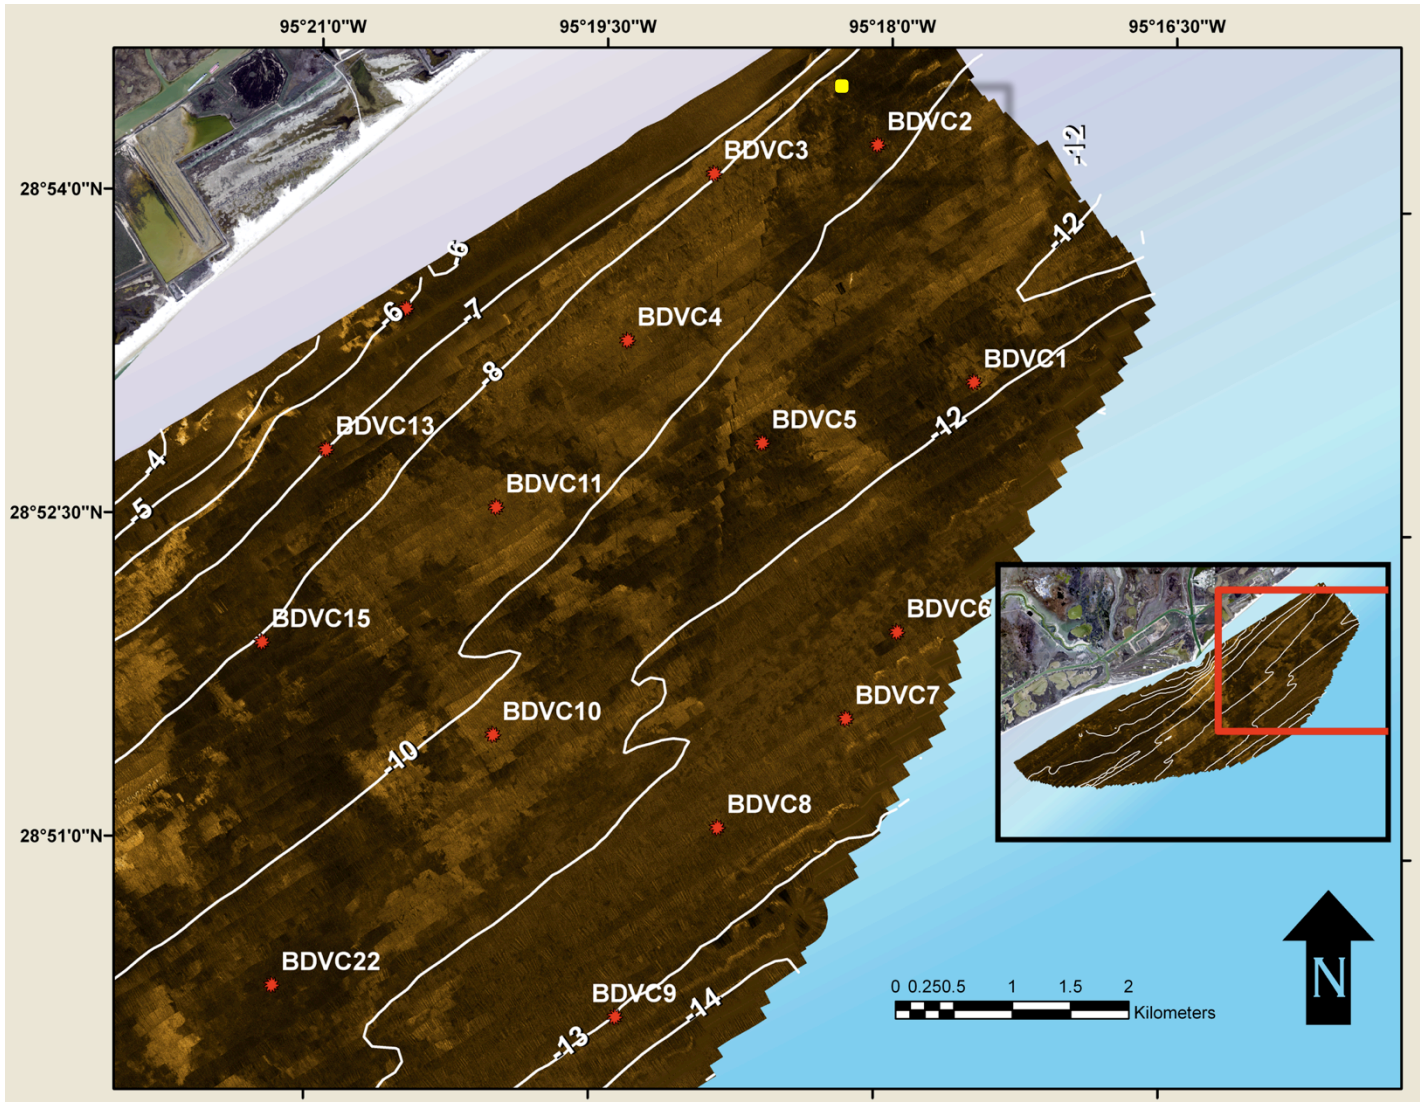 95°21'0"W
95°19'30"W
95°18'0"W
95°16'30"W
28°54'0"N
28°52'30"N
28°51'0"N
BDVC2
BDVC3
-12
-12
-6
-6
-7
BDVC4
-8
BDVC1
-12
BDVC13
BDVC5
-4
BDVC11
-5
BDVC6
BDVC15
BDVC7
BDVC10
-10
BDVC8
BDVC22
BDVC9
-14
-13
0 0.25 0.5 1 1.5 2
Kilometers
N